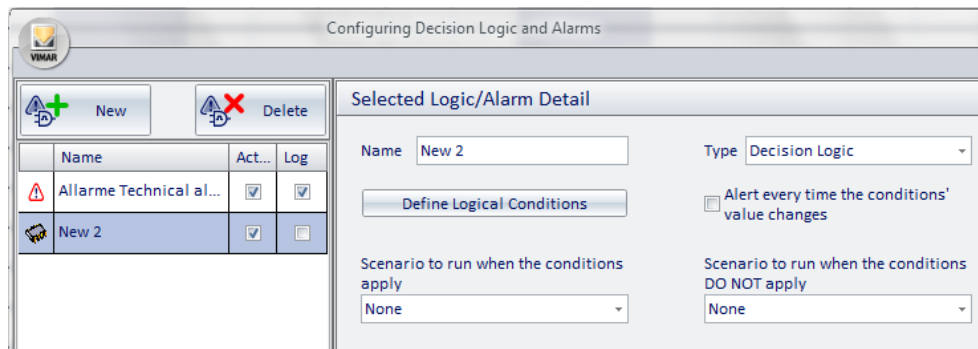 Configuring Decision Logic and Alarms
VIMAR
New
Delete
Name
Act...
Log
Allarme Technical al...
New 2
Selected Logic/Alarm Detail
Name
New 2
Type
Decision Logic
Define Logical Conditions
Alert every time the conditions'
value changes
Scenario to run when the conditions
apply
None
Scenario to run when the conditions
DO NOT apply
None